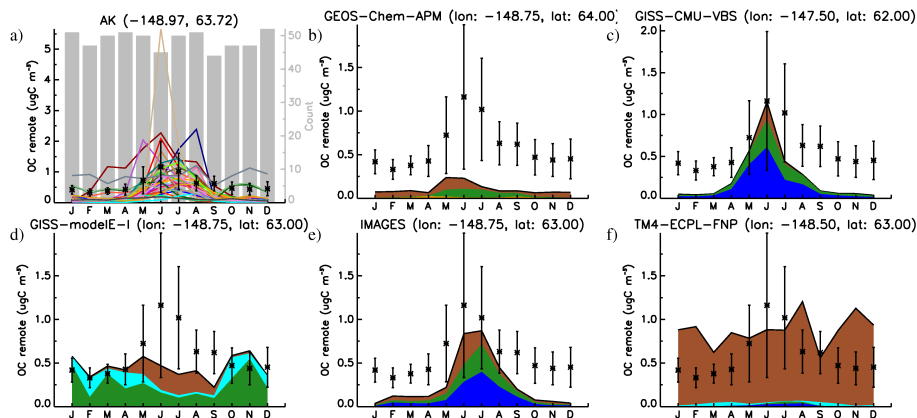 a)
AK (-148.97, 63.72)
OC remote (ugC m⁻³)
6
5
4
3
2
1
0
50
40
30
20
10
0
Count
J F M A M J J A S O N D
b)
GEOS-Chem-APM (lon: -148.75, lat: 64.00)
OC remote (ugC m⁻³)
1.5
1.0
0.5
0.0
J F M A M J J A S O N D
c)
GISS-CMU-VBS (lon: -147.50, lat: 62.00)
OC remote (ugC m⁻³)
2.0
1.5
1.0
0.5
0.0
J F M A M J J A S O N D
d)
GISS-modelE-I (lon: -148.75, lat: 63.00)
OC remote (ugC m⁻³)
1.5
1.0
0.5
0.0
J F M A M J J A S O N D
e)
IMAGES (lon: -148.75, lat: 63.00)
OC remote (ugC m⁻³)
1.5
1.0
0.5
0.0
J F M A M J J A S O N D
f)
TM4-ECPL-FNP (lon: -148.50, lat: 63.00)
OC remote (ugC m⁻³)
1.5
1.0
0.5
0.0
J F M A M J J A S O N D